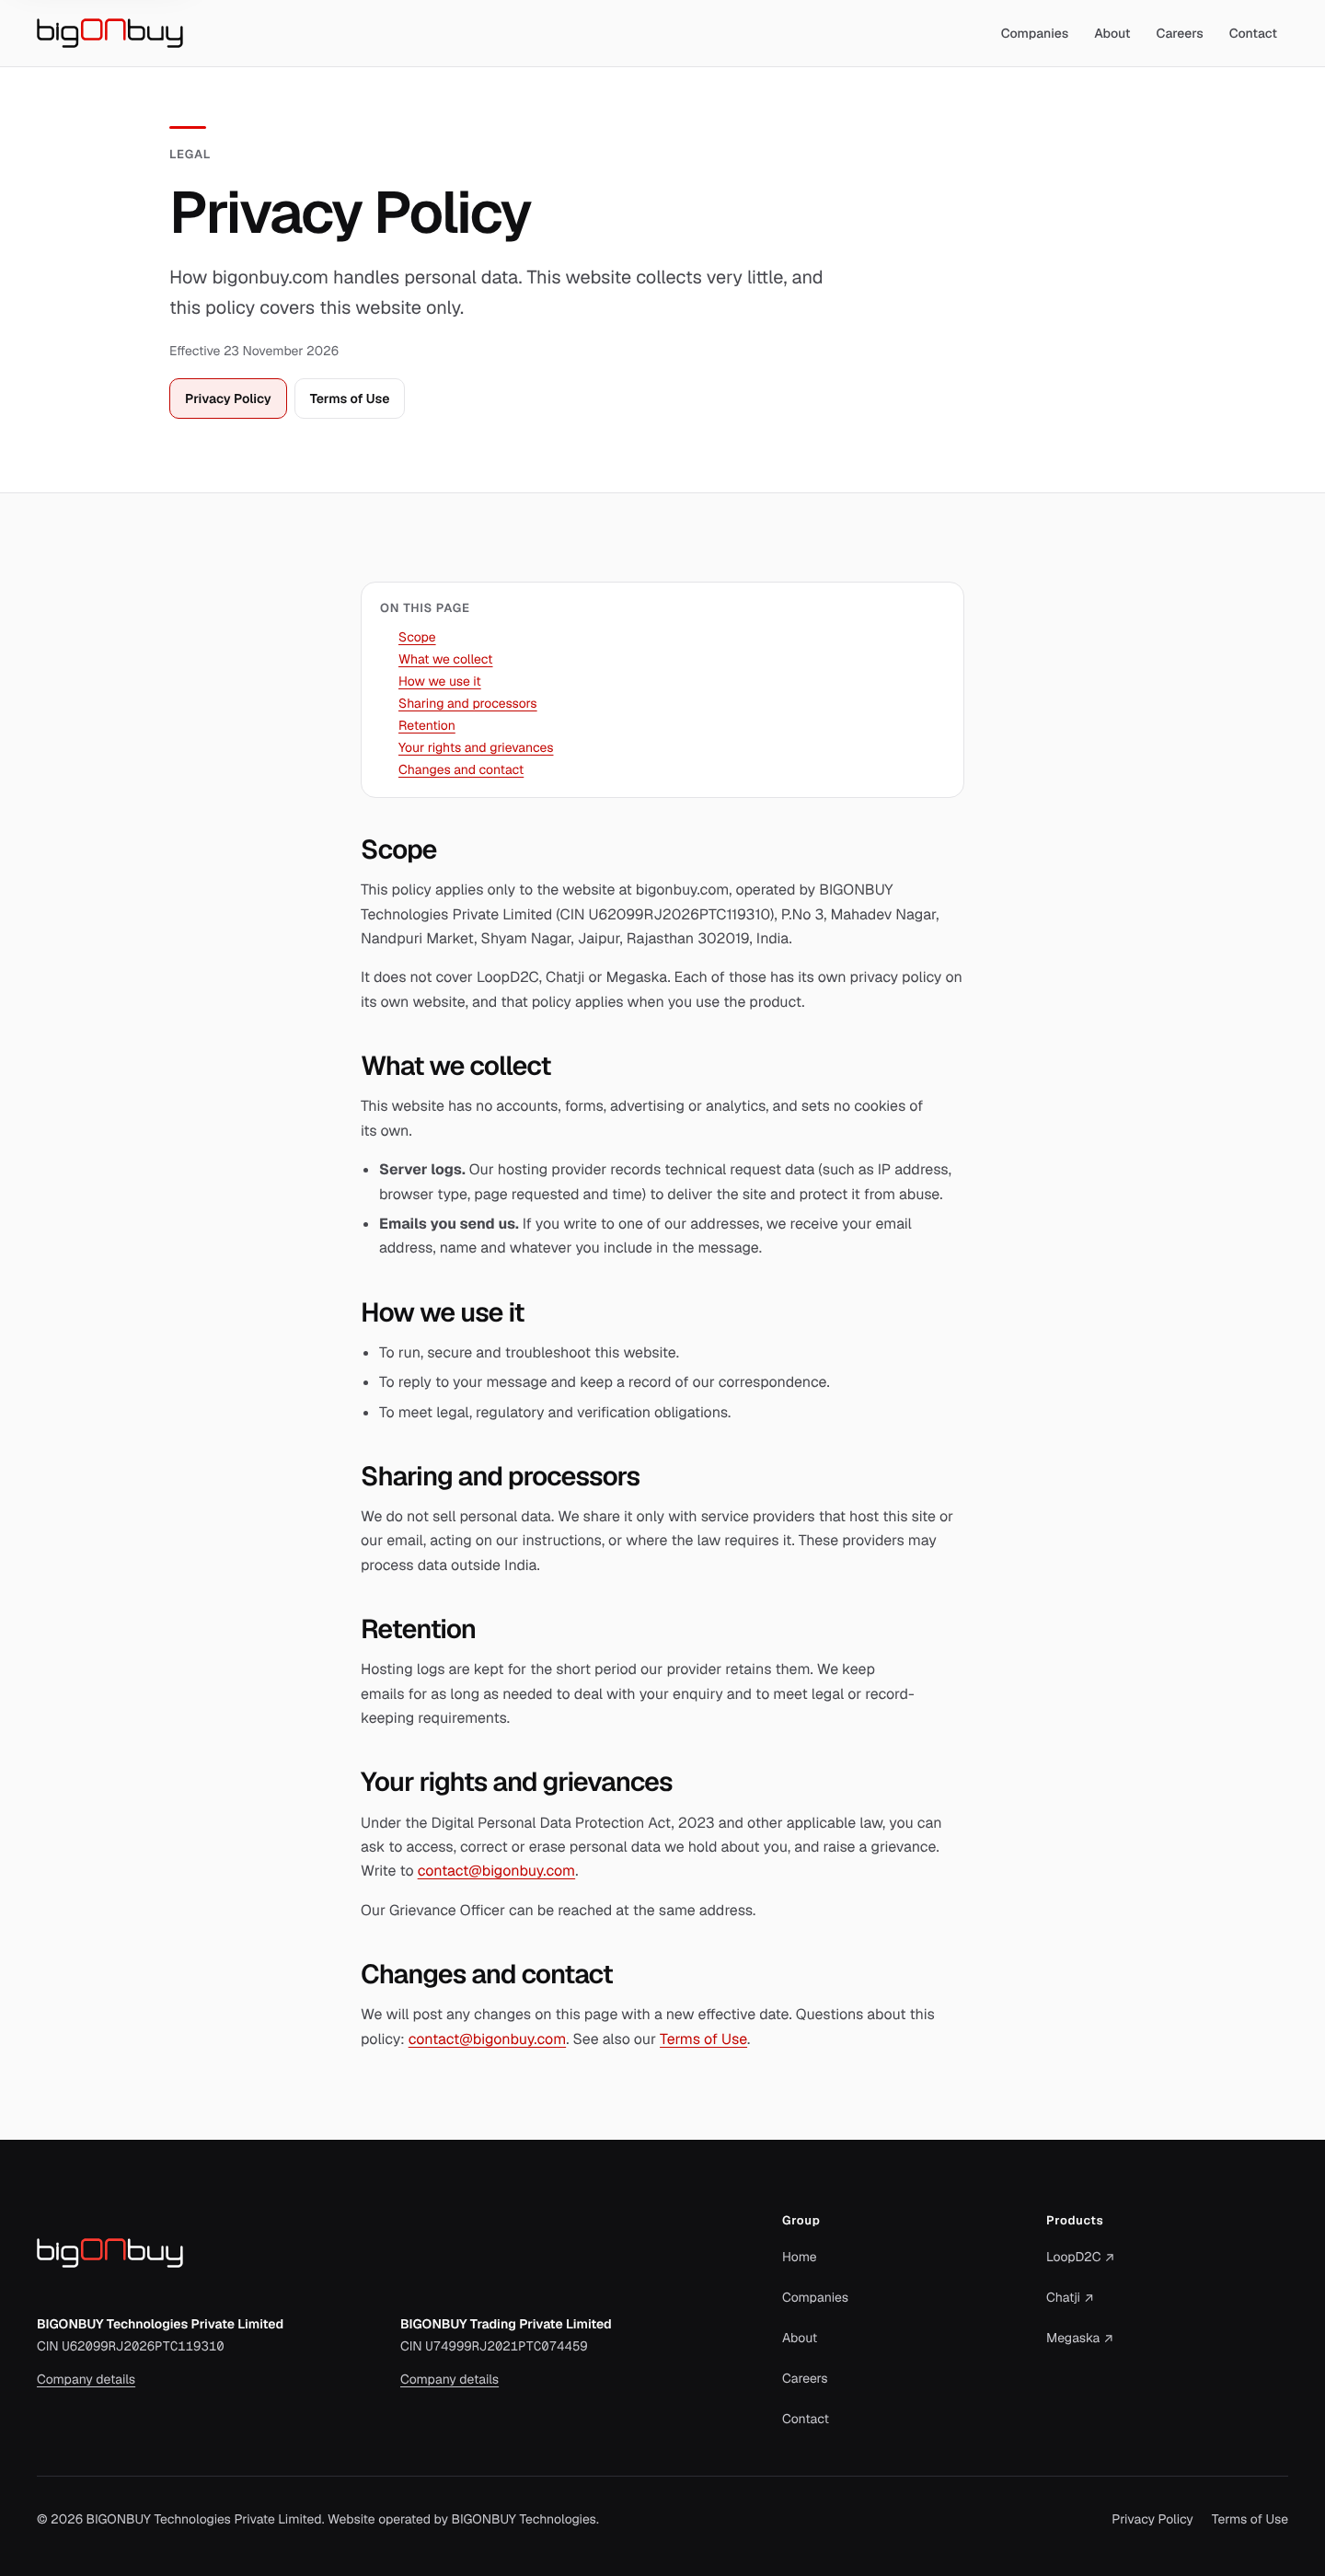 bigONbuy
Companies About Careers Contact
LEGAL
Privacy Policy
How bigonbuy.com handles personal data. This website collects very little, and
this policy covers this website only.
Effective 23 November 2026
Privacy Policy Terms of Use
ON THIS PAGE
Scope
What we collect
How we use it
Sharing and processors
Retention
Your rights and grievances
Changes and contact
Scope
This policy applies only to the website at bigonbuy.com, operated by BIGONBUY
Technologies Private Limited (CIN U62099RJ2026PTC119310), P.No 3, Mahadev Nagar,
Nandpuri Market, Shyam Nagar, Jaipur, Rajasthan 302019, India.
It does not cover LoopD2C, Chatji or Megaska. Each of those has its own privacy policy on
its own website, and that policy applies when you use the product.
What we collect
This website has no accounts, forms, advertising or analytics, and sets no cookies of
its own.
• Server logs. Our hosting provider records technical request data (such as IP address,
browser type, page requested and time) to deliver the site and protect it from abuse.
• Emails you send us. If you write to one of our addresses, we receive your email
address, name and whatever you include in the message.
How we use it
• To run, secure and troubleshoot this website.
• To reply to your message and keep a record of our correspondence.
• To meet legal, regulatory and verification obligations.
Sharing and processors
We do not sell personal data. We share it only with service providers that host this site or
our email, acting on our instructions, or where the law requires it. These providers may
process data outside India.
Retention
Hosting logs are kept for the short period our provider retains them. We keep
emails for as long as needed to deal with your enquiry and to meet legal or record-
keeping requirements.
Your rights and grievances
Under the Digital Personal Data Protection Act, 2023 and other applicable law, you can
ask to access, correct or erase personal data we hold about you, and raise a grievance.
Write to contact@bigonbuy.com.
Our Grievance Officer can be reached at the same address.
Changes and contact
We will post any changes on this page with a new effective date. Questions about this
policy: contact@bigonbuy.com. See also our Terms of Use.
bigONbuy
BIGONBUY Technologies Private Limited
CIN U62099RJ2026PTC119310
Company details
BIGONBUY Trading Private Limited
CIN U74999RJ2021PTC074459
Company details
Group
Home
Companies
About
Careers
Contact
Products
LoopD2C ↗
Chatji ↗
Megaska ↗
© 2026 BIGONBUY Technologies Private Limited. Website operated by BIGONBUY Technologies.
Privacy Policy Terms of Use